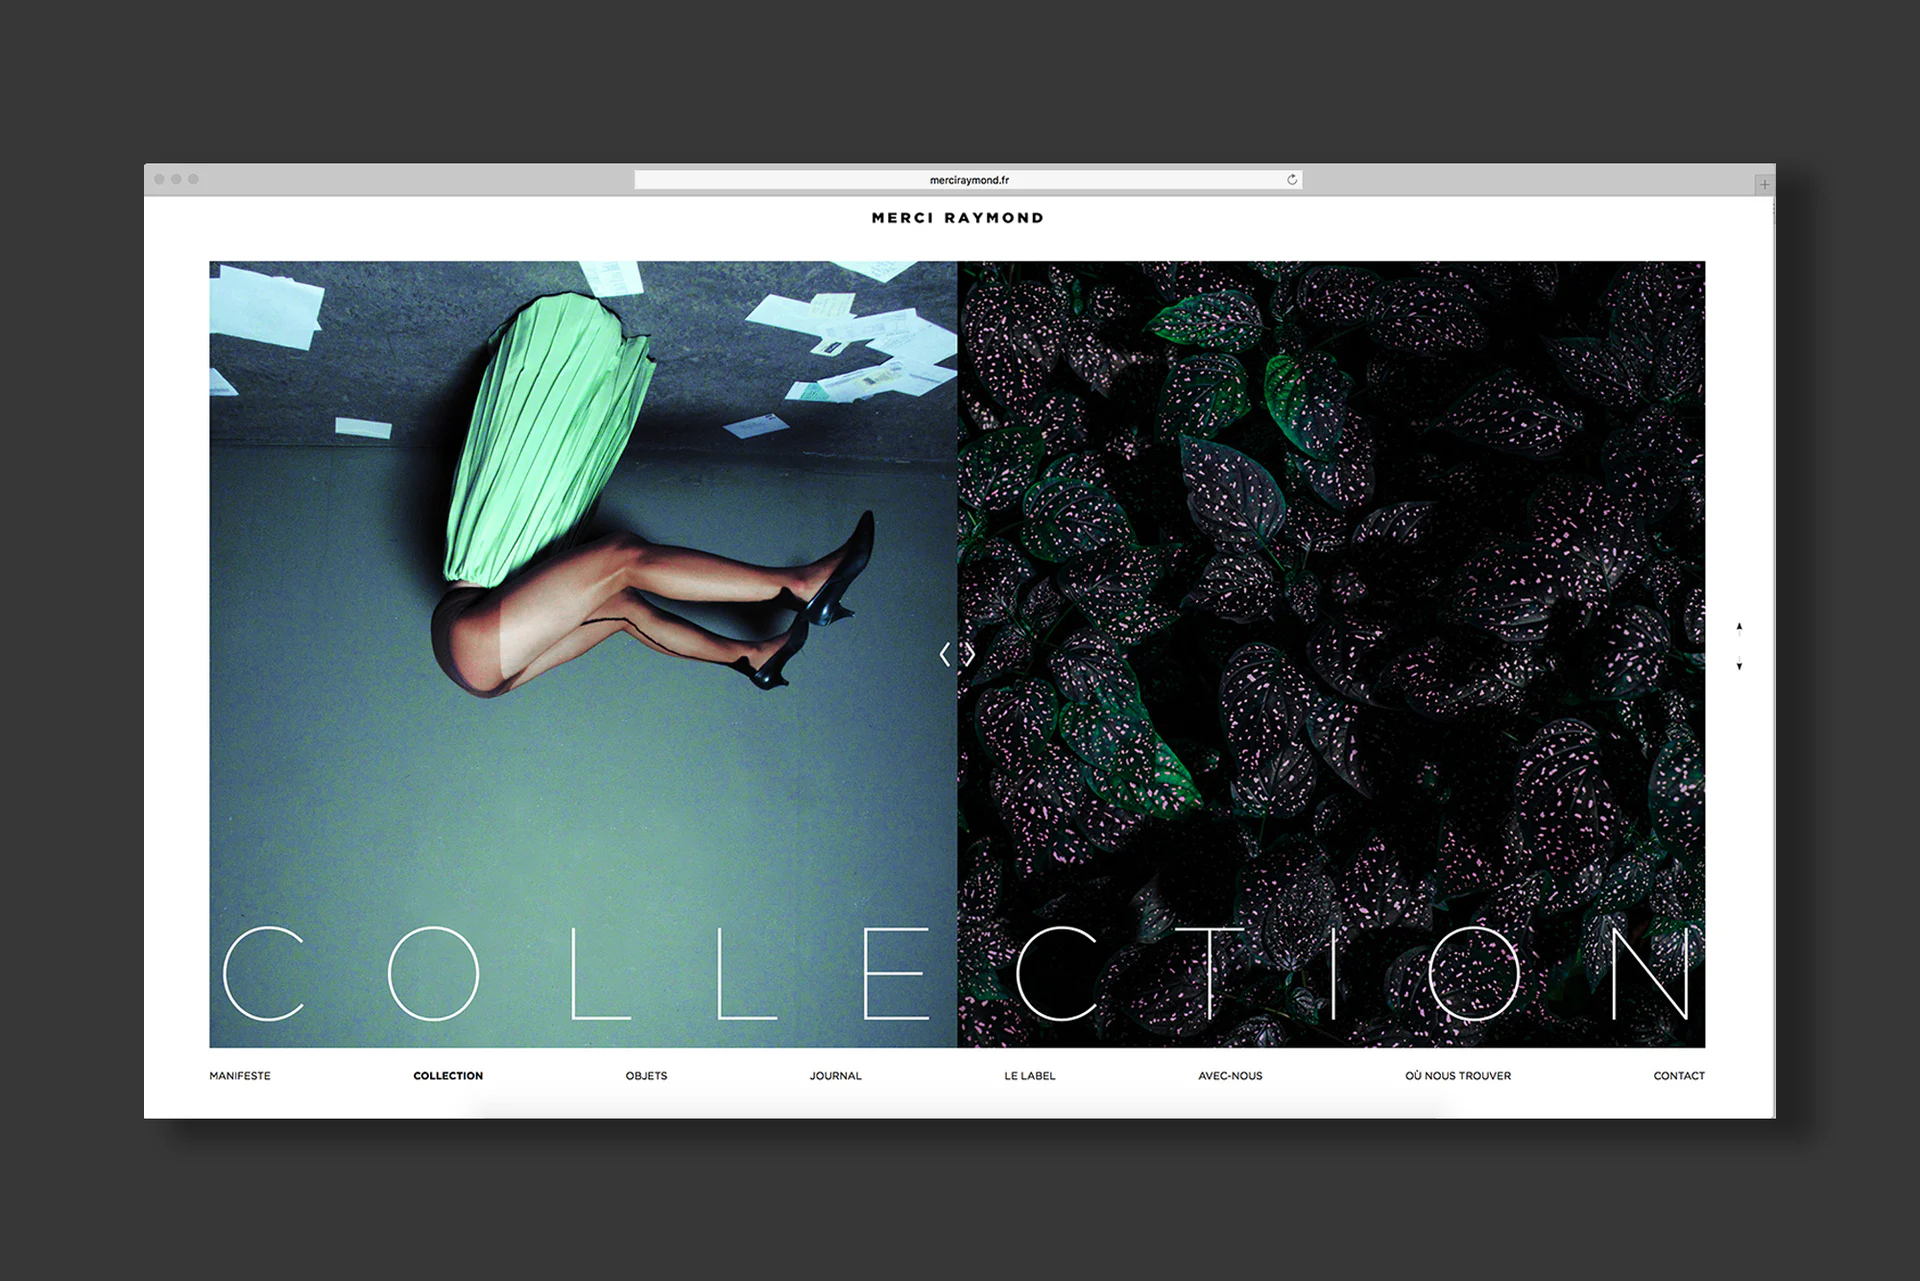 merciraymond.fr
MERCI RAYMOND
COLLECTION
MANIFESTE COLLECTION OBJETS JOURNAL LE LABEL AVEC-NOUS OÙ NOUS TROUVER CONTACT